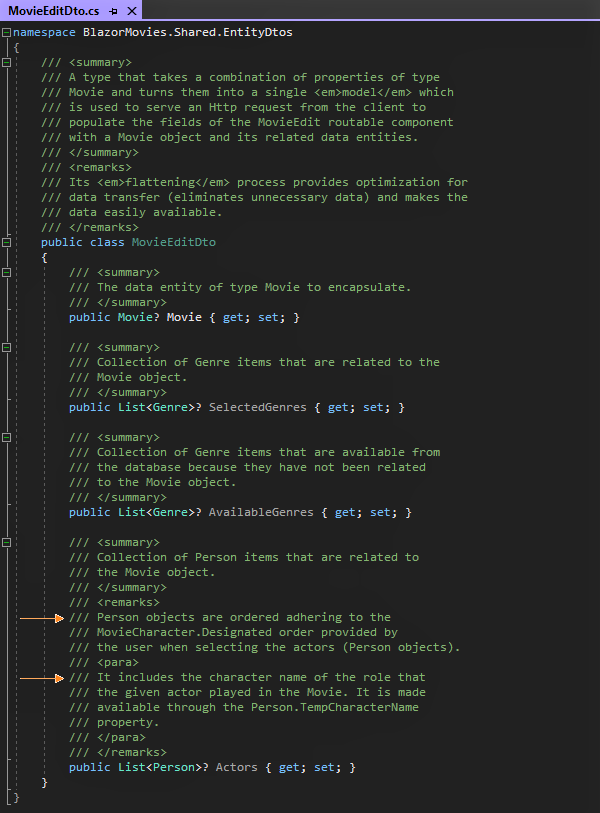 MovieEditDto.cs
namespace BlazorMovies.Shared.EntityDtos
{
/// <summary>
/// A type that takes a combination of properties of type
/// Movie and turns them into a single <em>model</em> which
/// is used to serve an Http request from the client to
/// populate the fields of the MovieEdit routable component
/// with a Movie object and its related data entities.
/// </summary>
/// <remarks>
/// Its <em>flattening</em> process provides optimization for
/// data transfer (eliminates unnecessary data) and makes the
/// data easily available.
/// </remarks>
public class MovieEditDto
{
/// <summary>
/// The data entity of type Movie to encapsulate.
/// </summary>
public Movie? Movie { get; set; }
/// <summary>
/// Collection of Genre items that are related to the
/// Movie object.
/// </summary>
public List<Genre>? SelectedGenres { get; set; }
/// <summary>
/// Collection of Genre items that are available from
/// the database because they have not been related
/// to the Movie object.
/// </summary>
public List<Genre>? AvailableGenres { get; set; }
/// <summary>
/// Collection of Person items that are related to
/// the Movie object.
/// </summary>
/// <remarks>
/// Person objects are ordered adhering to the
/// MovieCharacter.Designated order provided by
/// the user when selecting the actors (Person objects).
/// <para>
/// It includes the character name of the role that
/// the given actor played in the Movie. It is made
/// available through the Person.TempCharacterName
/// property.
/// </para>
/// </remarks>
public List<Person>? Actors { get; set; }
}
}